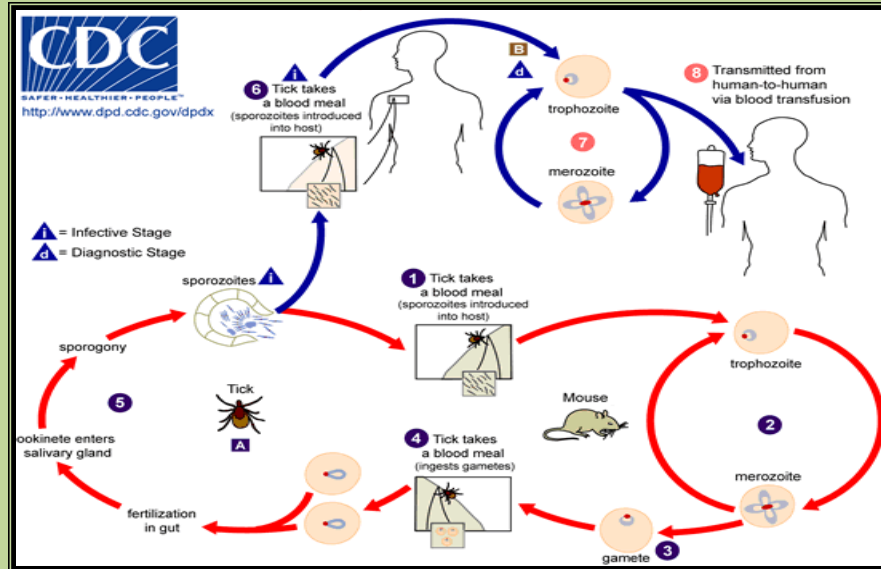 CDC
SAFER • HEALTHIER • PEOPLE™
http://www.dpd.cdc.gov/dpdx
i = Infective Stage
d = Diagnostic Stage
i
6 Tick takes
a blood meal
(sporozoites introduced
into host)
B
d
trophozoite
7
merozoite
8 Transmitted from
human-to-human
via blood transfusion
sporozoites i
1 Tick takes
a blood meal
(sporozoites introduced
into host)
trophozoite
sporogony
5
Tick
A
Mouse
2
ookinete enters
salivary gland
4 Tick takes
a blood meal
(ingests gametes)
merozoite
fertilization
in gut
gamete 3